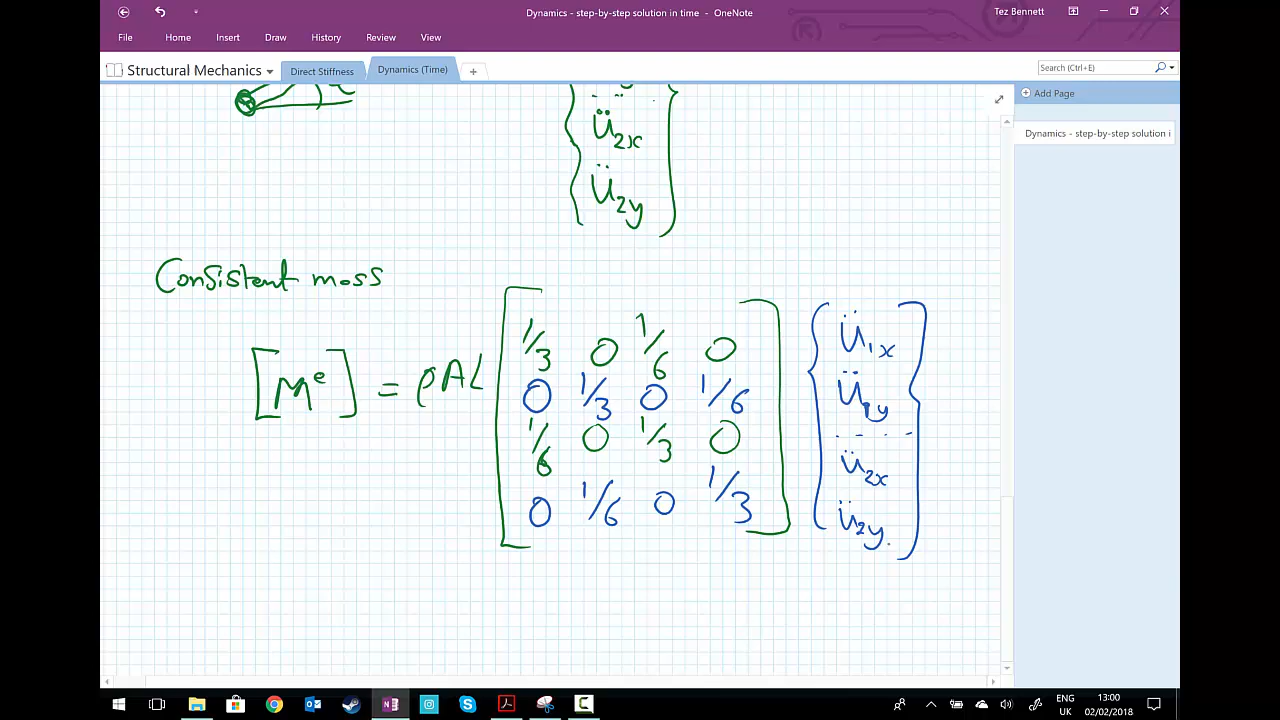 Dynamics - step-by-step solution in time - OneNote
Tez Bennett
File Home Insert Draw History Review View
Structural Mechanics Direct Stiffness Dynamics (Time) +
Search (Ctrl+E)
Add Page
Dynamics - step-by-step solution i
Ü2x
Ü2y
Consistent mass
[Mᵉ] = ρAL
1/3 0 1/6 0
0 1/3 0 1/6
1/6 0 1/3 0
0 1/6 0 1/3
Ü1x
Ü1y
ü2x
ü2y
ENG
UK
13:00
02/02/2018